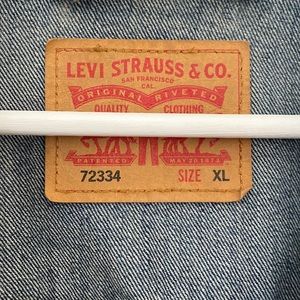 LEVI STRAUSS & CO.
SAN FRANCISCO
CAL.
ORIGINAL RIVETED
QUALITY CLOTHING
PATENTED MAY 20 1873
72334 SIZE XL